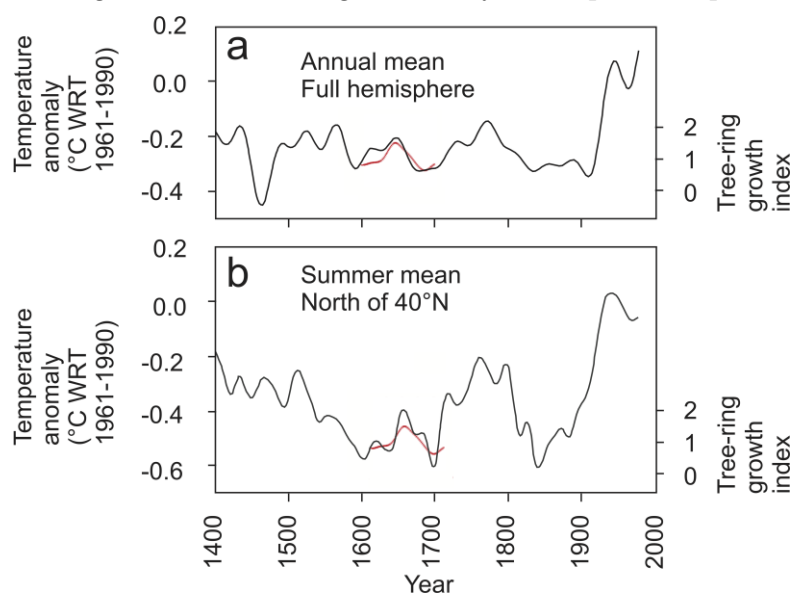 a
Annual mean
Full hemisphere
Temperature
anomaly
(°C WRT
1961-1990)
0.2
0.0
-0.2
-0.4
2
1
0
Tree-ring
growth
index
b
Summer mean
North of 40°N
Temperature
anomaly
(°C WRT
1961-1990)
0.2
0.0
-0.2
-0.4
-0.6
2
1
0
Tree-ring
growth
index
1400
1500
1600
1700
1800
1900
2000
Year